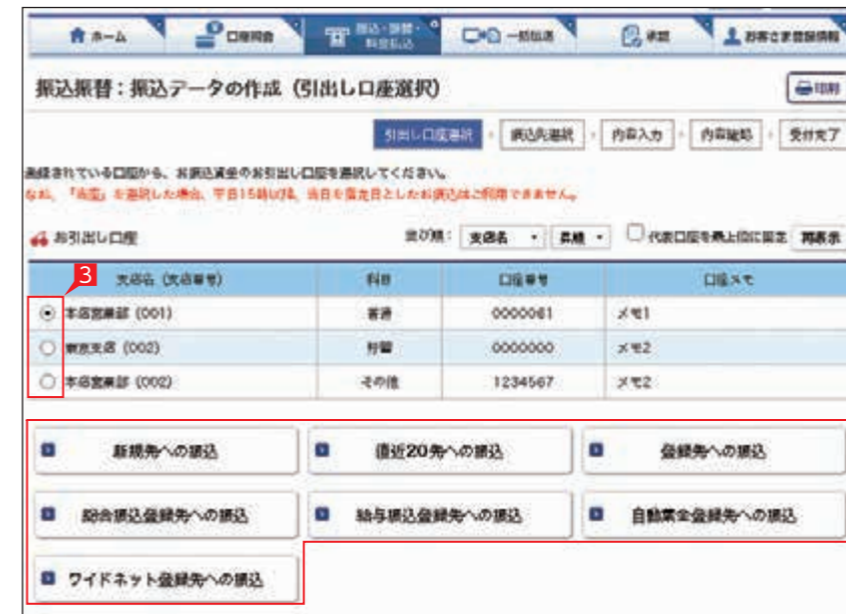 ホーム 口座照会 振込・振替・ 一括伝送 承認 お客さま登録情報
料金払込
振込振替：振込データの作成（引出し口座選択） 印刷
引出し口座選択 振込先選択 内容入力 内容確認 受付完了
登録されている口座から、お振込資金のお引出し口座を選択してください。
なお、「当座」を選択した場合、平日15時以降、当日を指定日としたお振込はご利用できません。
お引出し口座 並び順： 支店名 昇順 代表口座を最上位に固定 再表示
3
支店名（支店番号） 科目 口座番号 口座メモ
本店営業部（001） 普通 0000061 メモ1
東京支店（002） 貯蓄 0000000 メモ2
本店営業部（002） その他 1234567 メモ2
新規先への振込 直近20先への振込 登録先への振込
総合振込登録先への振込 給与振込登録先への振込 自動集金登録先への振込
ワイドネット登録先への振込